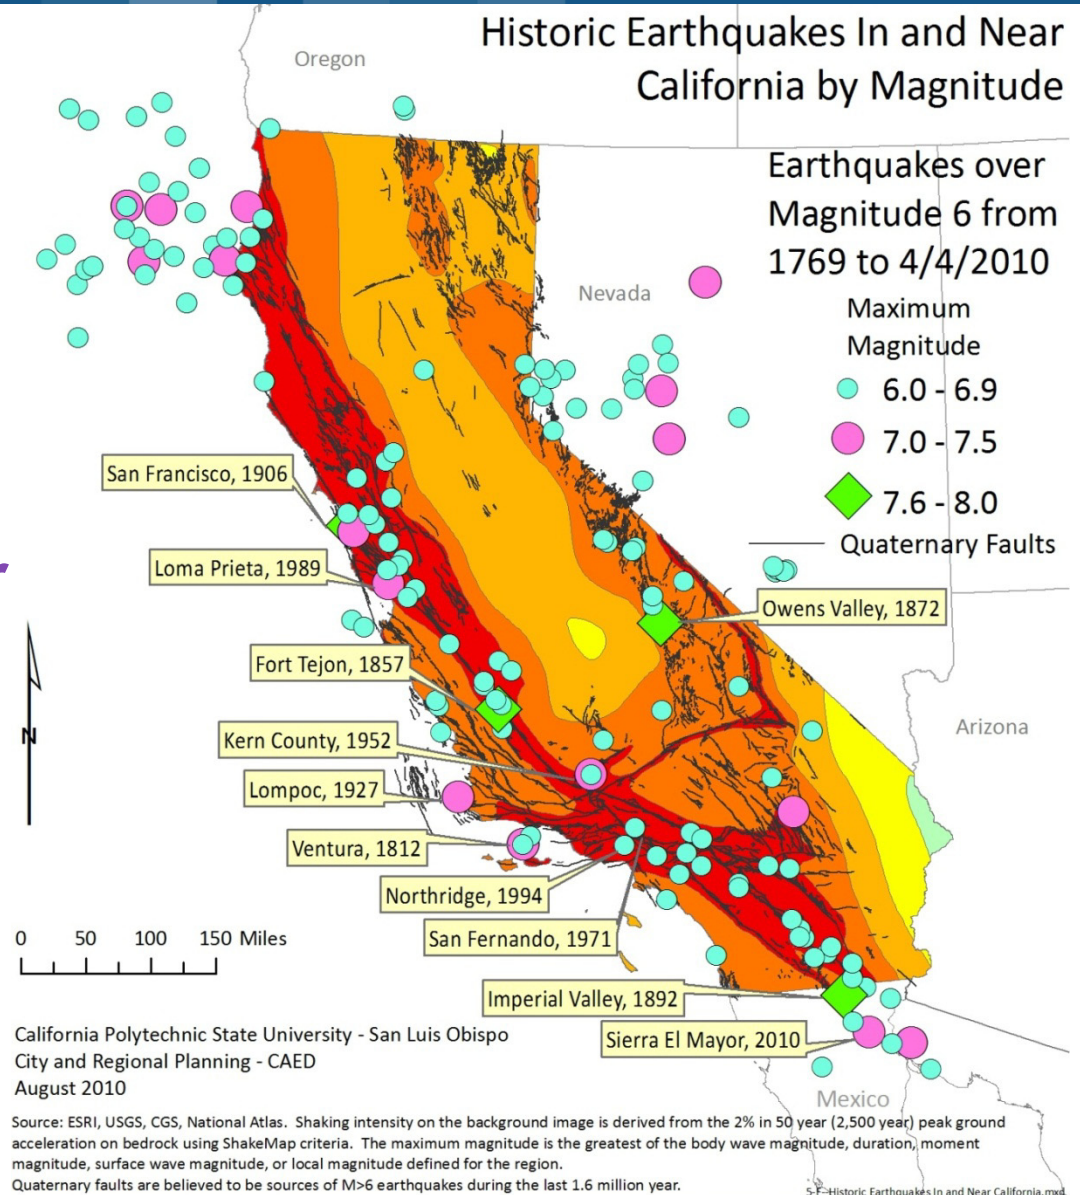 Historic Earthquakes In and Near
California by Magnitude
Oregon
Earthquakes over
Magnitude 6 from
1769 to 4/4/2010
Nevada
Maximum
Magnitude
6.0 - 6.9
7.0 - 7.5
7.6 - 8.0
Quaternary Faults
San Francisco, 1906
Loma Prieta, 1989
Owens Valley, 1872
Fort Tejon, 1857
Arizona
Kern County, 1952
Lompoc, 1927
Ventura, 1812
Northridge, 1994
San Fernando, 1971
N
0 50 100 150 Miles
Imperial Valley, 1892
Sierra El Mayor, 2010
Mexico
California Polytechnic State University - San Luis Obispo
City and Regional Planning - CAED
August 2010
Source: ESRI, USGS, CGS, National Atlas. Shaking intensity on the background image is derived from the 2% in 50 year (2,500 year) peak ground
acceleration on bedrock using ShakeMap criteria. The maximum magnitude is the greatest of the body wave magnitude, duration, moment
magnitude, surface wave magnitude, or local magnitude defined for the region.
Quaternary faults are believed to be sources of M>6 earthquakes during the last 1.6 million year.
5-F-Historic Earthquakes In and Near California.mxd